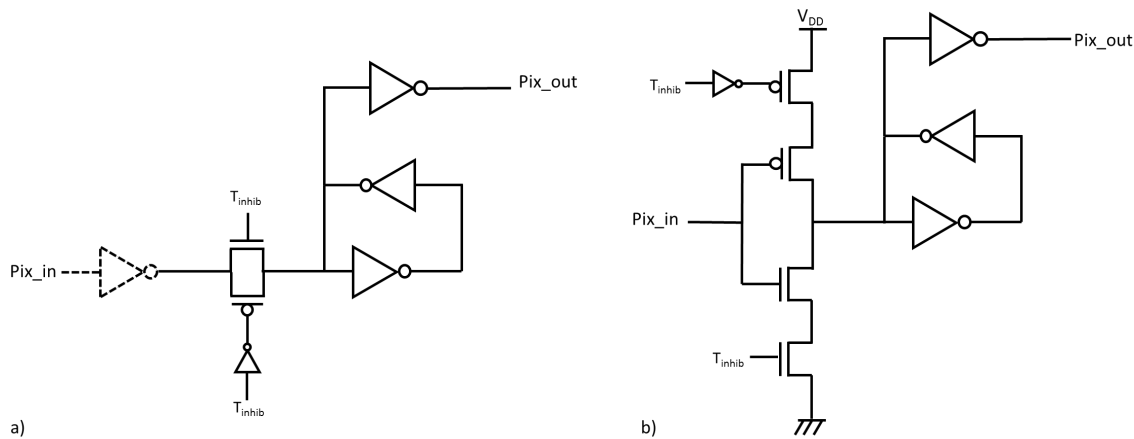 T_inhib
Pix_in
Pix_out
T_inhib
a)
V_DD
T_inhib
Pix_in
T_inhib
Pix_out
b)